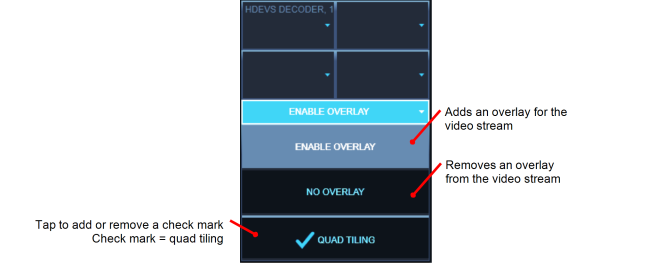 HDEVS DECODER, 1
ENABLE OVERLAY
Adds an overlay for the
video stream
ENABLE OVERLAY
Removes an overlay
from the video stream
NO OVERLAY
Tap to add or remove a check mark
Check mark = quad tiling
QUAD TILING